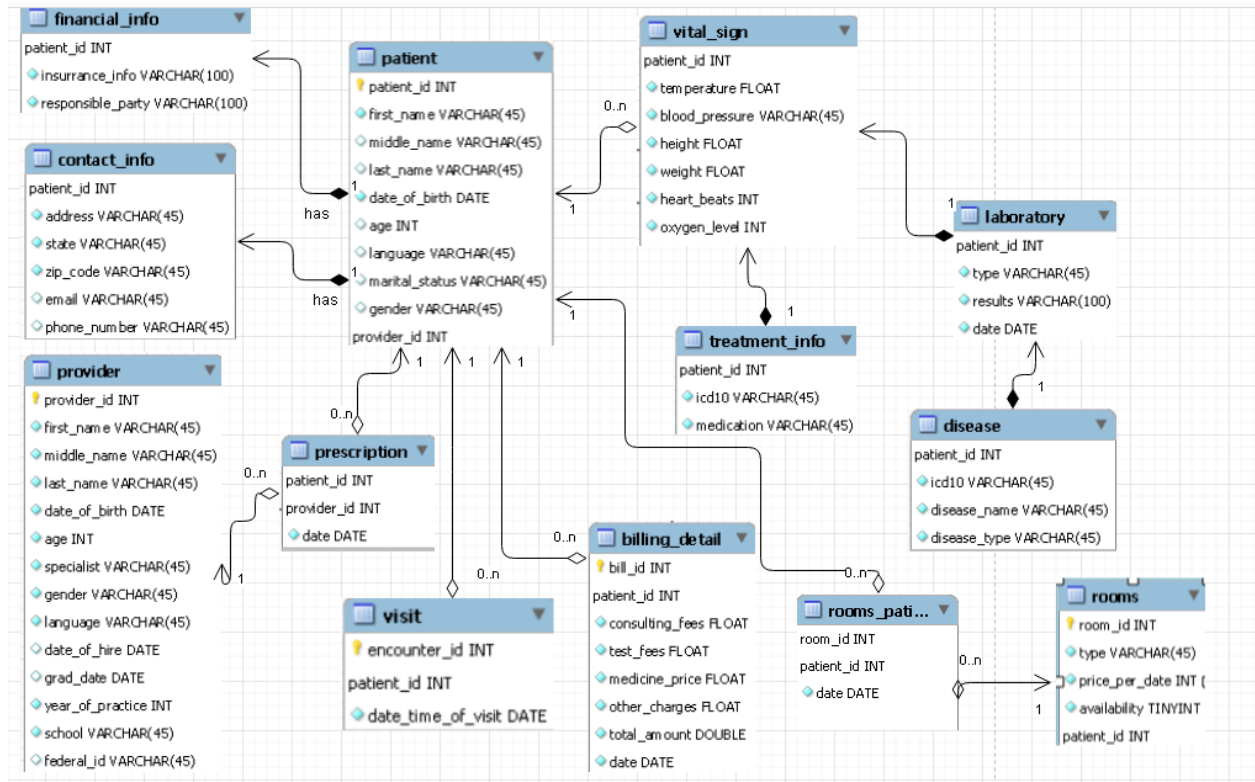 financial_info
patient_id INT
insurrance_info VARCHAR(100)
responsible_party VARCHAR(100)
contact_info
patient_id INT
address VARCHAR(45)
state VARCHAR(45)
zip_code VARCHAR(45)
email VARCHAR(45)
phone_number VARCHAR(45)
provider
provider_id INT
first_name VARCHAR(45)
middle_name VARCHAR(45)
last_name VARCHAR(45)
date_of_birth DATE
age INT
specialist VARCHAR(45)
gender VARCHAR(45)
language VARCHAR(45)
date_of_hire DATE
grad_date DATE
year_of_practice INT
school VARCHAR(45)
federal_id VARCHAR(45)
patient
patient_id INT
first_name VARCHAR(45)
middle_name VARCHAR(45)
last_name VARCHAR(45)
date_of_birth DATE
age INT
language VARCHAR(45)
marital_status VARCHAR(45)
gender VARCHAR(45)
provider_id INT
1
has
1
has
1
1
1
1
1
0..n
0..n
0..n
1
prescription
patient_id INT
provider_id INT
date DATE
visit
encounter_id INT
patient_id INT
date_time_of_visit DATE
0..n
0..n
billing_detail
bill_id INT
patient_id INT
consulting_fees FLOAT
test_fees FLOAT
medicine_price FLOAT
other_charges FLOAT
total_amount DOUBLE
date DATE
vital_sign
patient_id INT
temperature FLOAT
blood_pressure VARCHAR(45)
height FLOAT
weight FLOAT
heart_beats INT
oxygen_level INT
1
treatment_info
patient_id INT
icd10 VARCHAR(45)
medication VARCHAR(45)
1
laboratory
patient_id INT
type VARCHAR(45)
results VARCHAR(100)
date DATE
1
disease
patient_id INT
icd10 VARCHAR(45)
disease_name VARCHAR(45)
disease_type VARCHAR(45)
0..n
rooms_pati...
room_id INT
patient_id INT
date DATE
0..n
1
rooms
room_id INT
type VARCHAR(45)
price_per_date INT (
availability TINYINT
patient_id INT